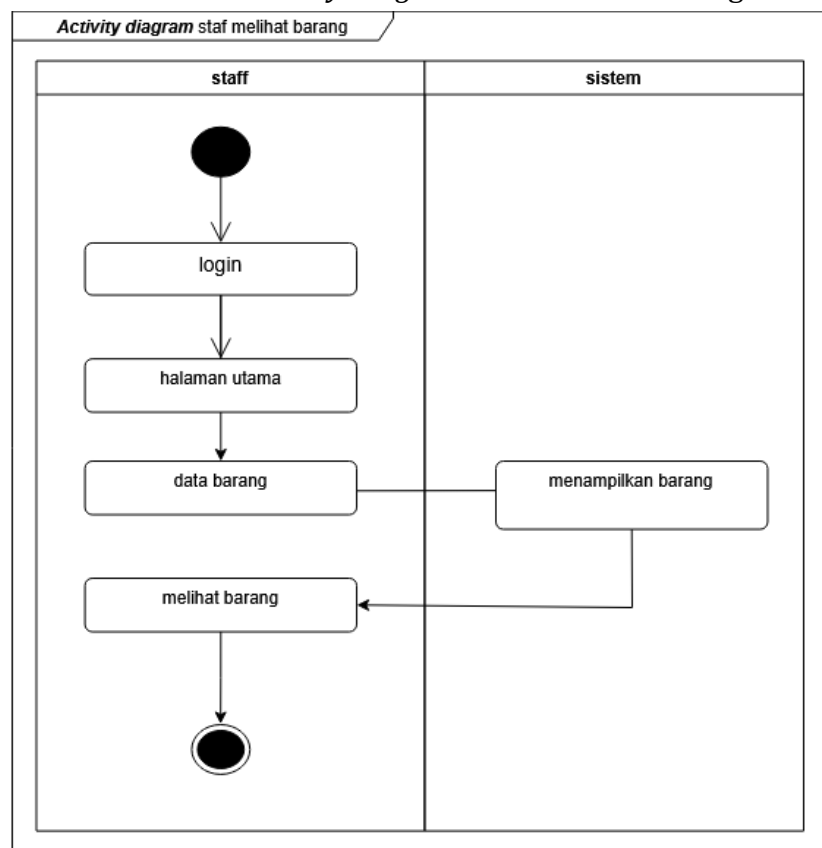 Activity diagram staf melihat barang
staff
sistem
login
halaman utama
data barang
menampilkan barang
melihat barang